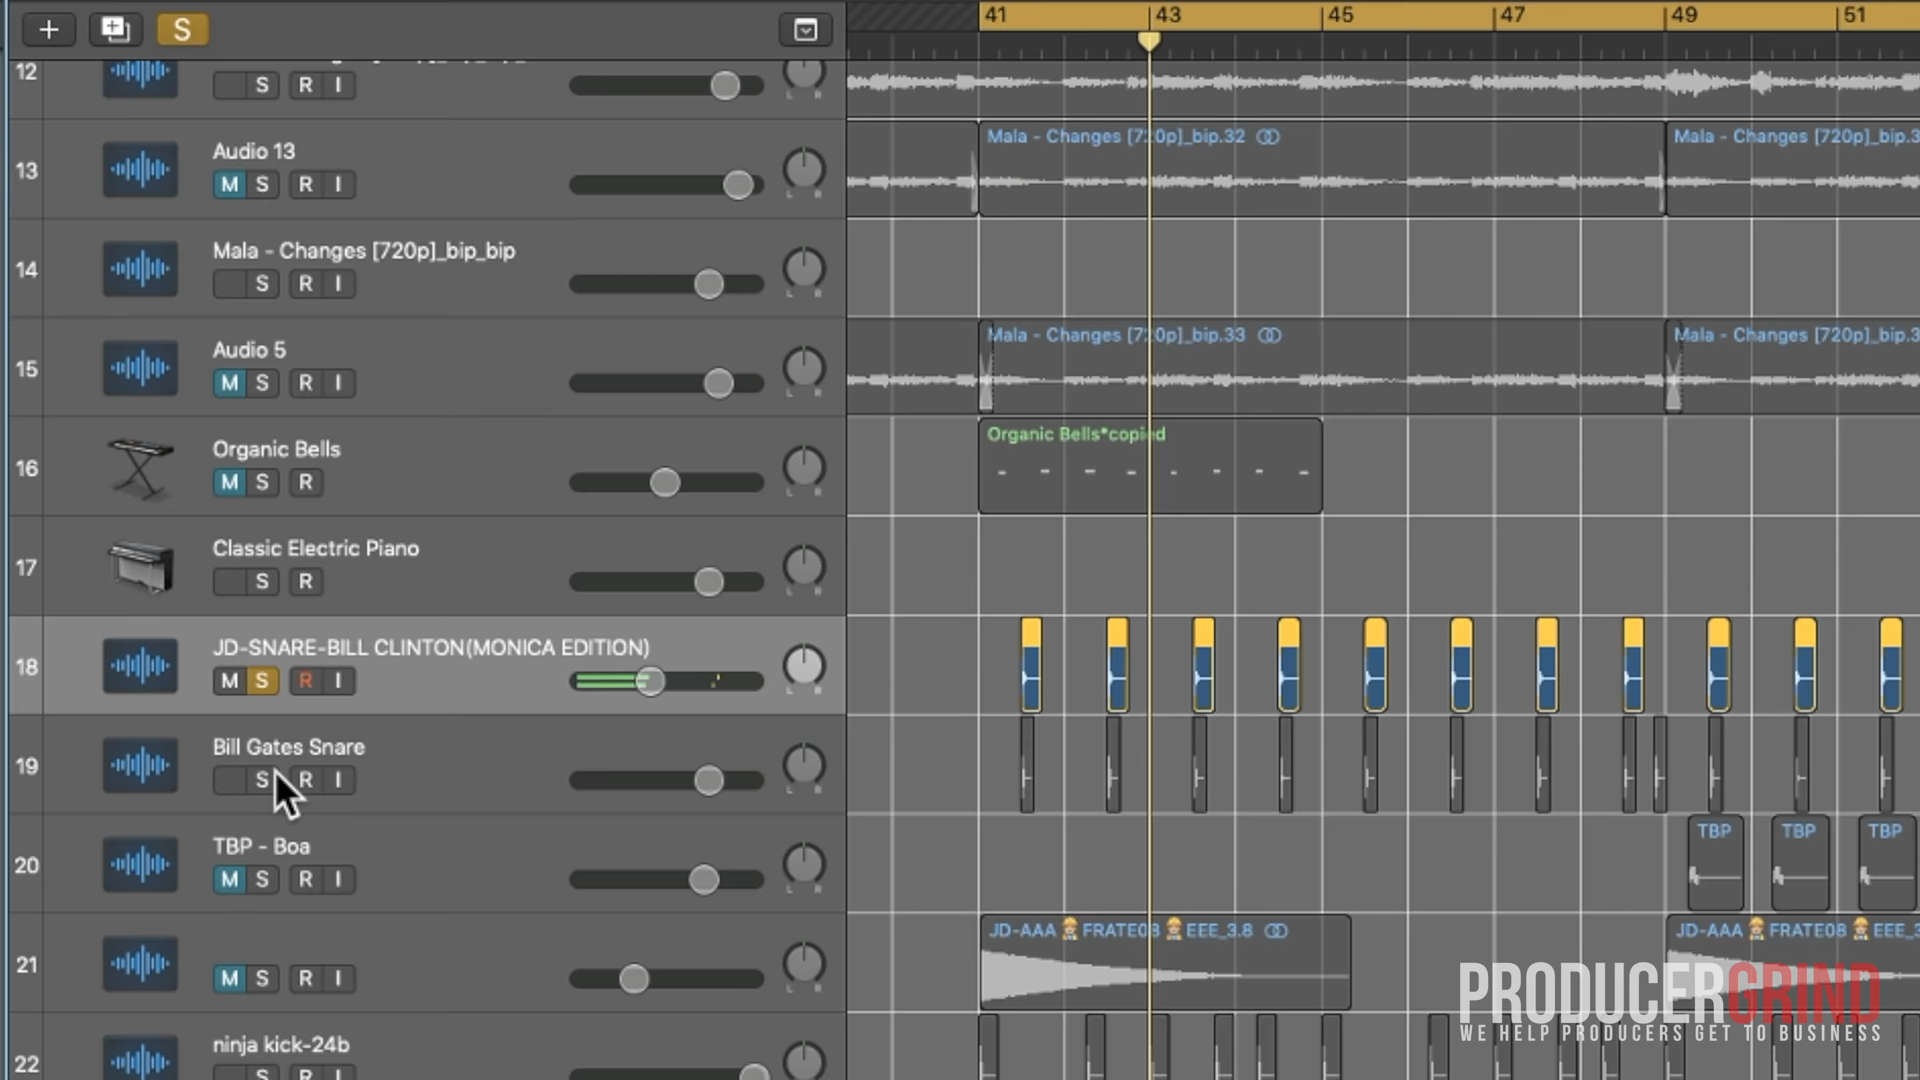 S
41 43 45 47 49 51
12
S R I
L R
13
Audio 13
M S R I
L R
Mala - Changes [720p]_bip.32
Mala - Changes [720p]_bip.3
14
Mala - Changes [720p]_bip_bip
S R I
L R
15
Audio 5
M S R I
L R
Mala - Changes [720p]_bip.33
Mala - Changes [720p]_bip.3
16
Organic Bells
M S R
L R
Organic Bells*copied
17
Classic Electric Piano
S R
L R
18
JD-SNARE-BILL CLINTON(MONICA EDITION)
M S R I
L R
19
Bill Gates Snare
S R I
L R
20
TBP - Boa
M S R I
L R
TBP TBP TBP
21
M S R I
L R
JD-AAA FRATE08 EEE_3.8
JD-AAA FRATE08 EEE_3
22
ninja kick-24b
S R I
PRODUCERGRIND
WE HELP PRODUCERS GET TO BUSINESS